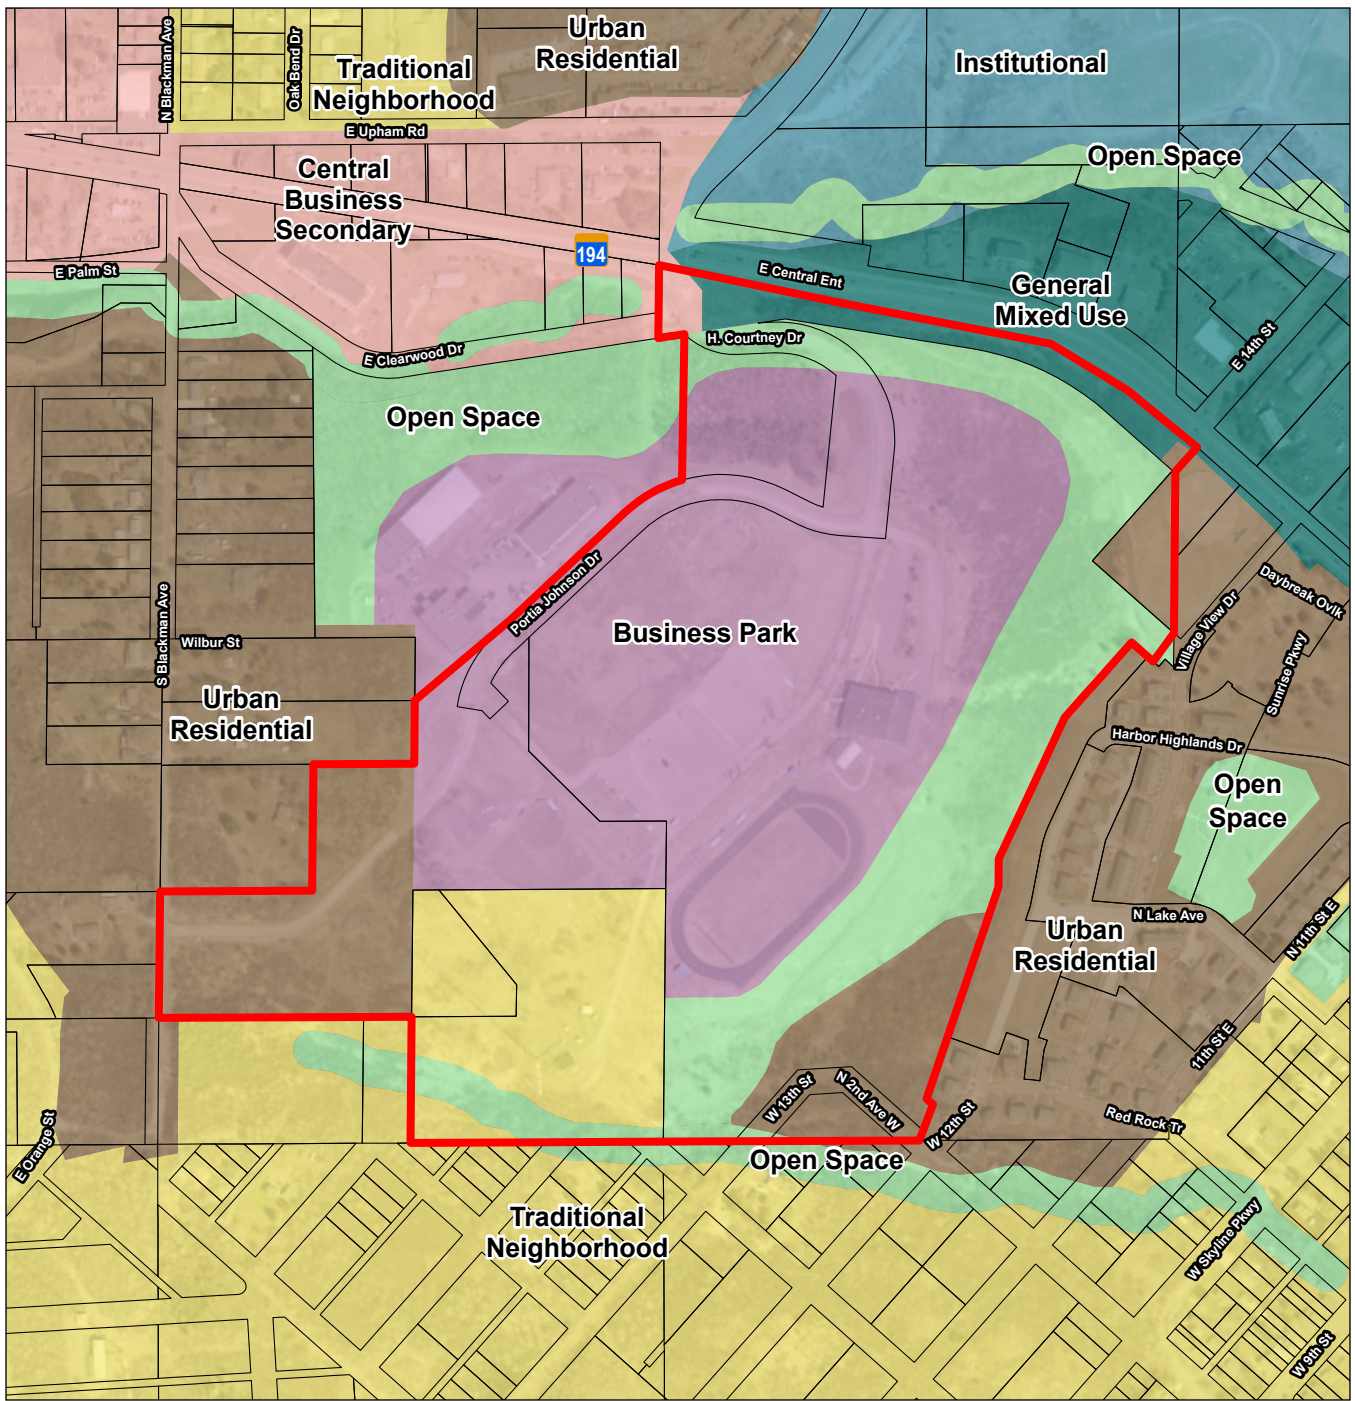 N Blackman Ave
Oak Bend Dr
Urban
Residential
Institutional
Traditional
Neighborhood
E Upham Rd
Open Space
Central
Business
Secondary
194
E Palm St
E Central Ent
General
Mixed Use
H. Courtney Dr
E Clearwood Dr
E 14th St
Open Space
Portia Johnson Dr
Daybreak Ovlk
S Blackman Ave
Wilbur St
Business Park
Village View Dr
Sunrise Pkwy
Urban
Residential
Harbor Highlands Dr
Open
Space
N Lake Ave
N 11th St E
Urban
Residential
11th St E
W 13th St
N 2nd Ave W
W 12th St
Red Rock Tr
E Orange St
Open Space
Traditional
Neighborhood
W Skyline Pkwy
W 9th St